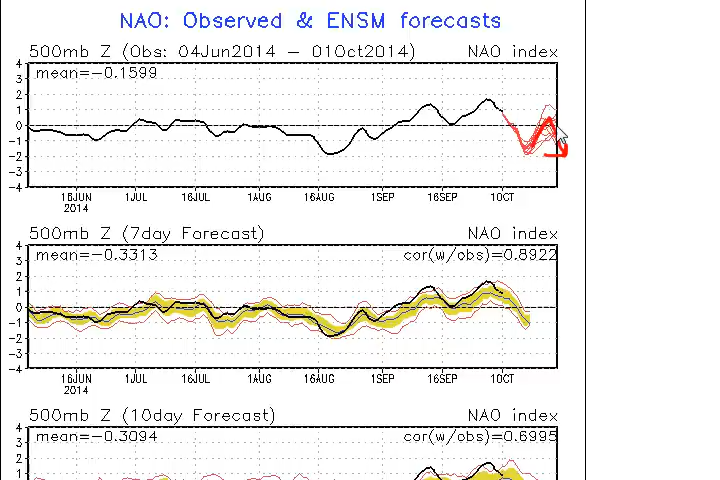 NAO: Observed & ENSM forecasts
500mb Z (Obs: 04Jun2014 – 01Oct2014) NAO index
4
mean=-0.1599
3
2
1
0
-1
-2
-3
-4
16JUN 1JUL 16JUL 1AUG 16AUG 1SEP 16SEP 1OCT
2014
500mb Z (7day Forecast) NAO index
4
mean=-0.3313 cor(w/obs)=0.8922
3
2
1
0
-1
-2
-3
-4
16JUN 1JUL 16JUL 1AUG 16AUG 1SEP 16SEP 1OCT
2014
500mb Z (10day Forecast) NAO index
4
mean=-0.3094 cor(w/obs)=0.6995
3
2
1